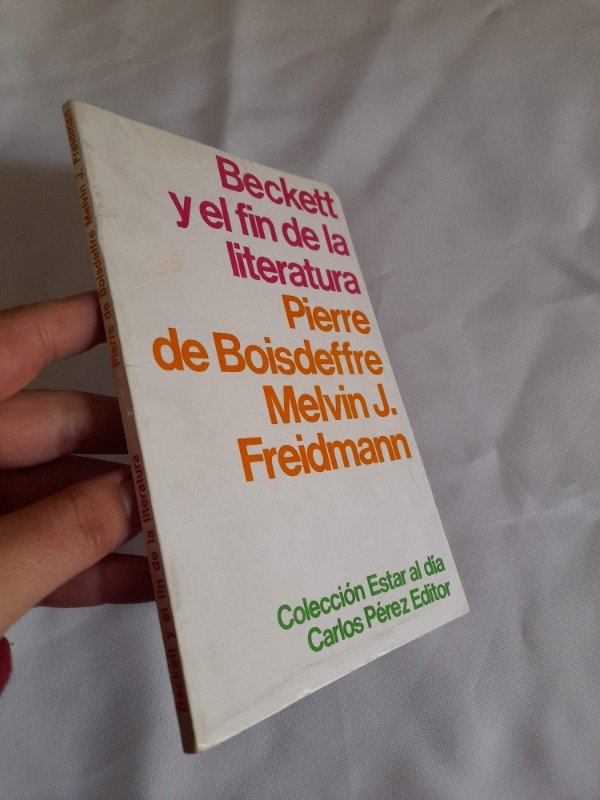 Beckett
y el fin de la
literatura
Pierre
de Boisdeffre
Melvin J.
Freidmann
Colección Estar al día
Carlos Pérez Editor
Beckett y el fin de la literatura Pierre de Boisdeffre Melvin J. Freidman